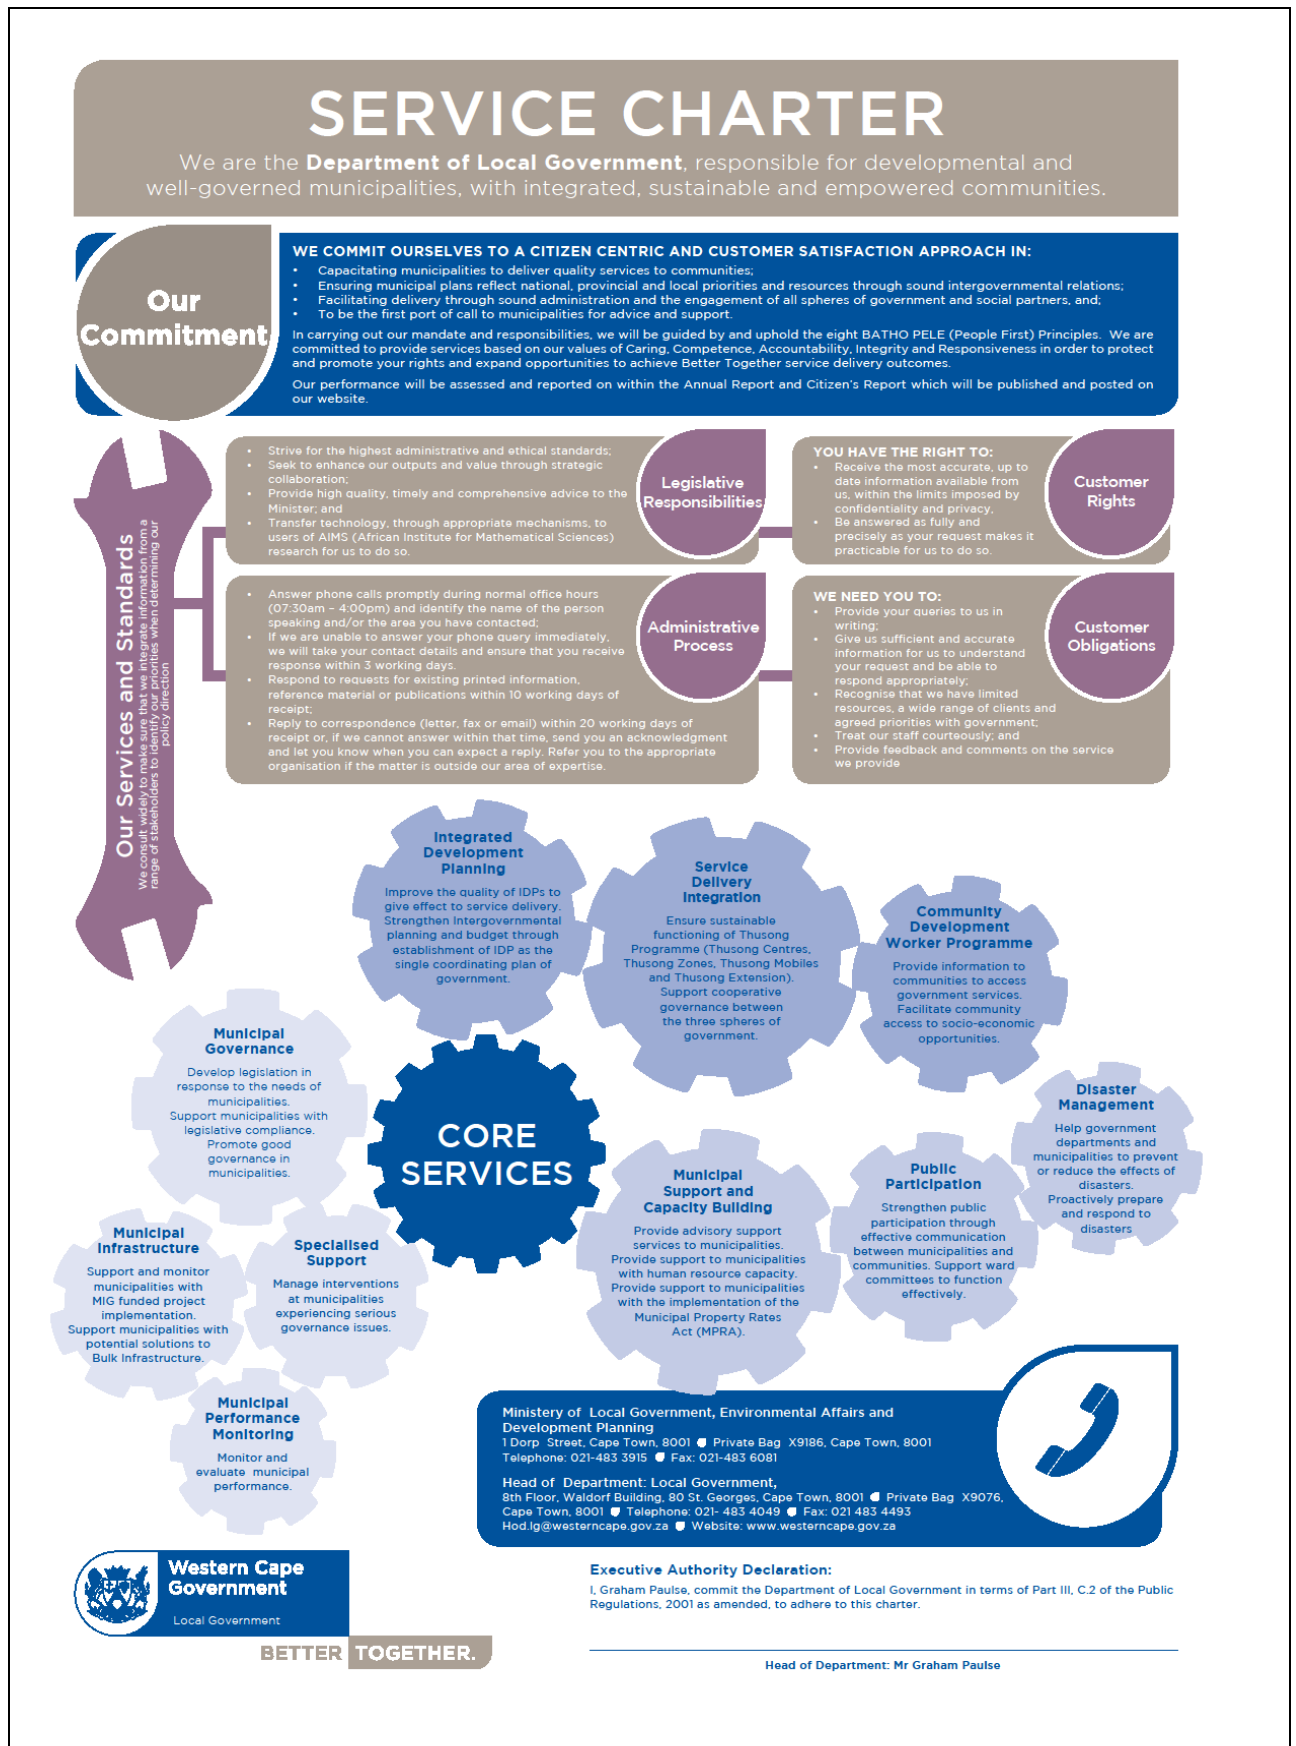 SERVICE CHARTER
We are the Department of Local Government, responsible for developmental and
well-governed municipalities, with integrated, sustainable and empowered communities.
Our
Commitment
WE COMMIT OURSELVES TO A CITIZEN CENTRIC AND CUSTOMER SATISFACTION APPROACH IN:
• Capacitating municipalities to deliver quality services to communities;
• Ensuring municipal plans reflect national, provincial and local priorities and resources through sound intergovernmental relations;
• Facilitating delivery through sound administration and the engagement of all spheres of government and social partners, and;
• To be the first port of call to municipalities for advice and support.
In carrying out our mandate and responsibilities, we will be guided by and uphold the eight BATHO PELE (People First) Principles. We are
committed to provide services based on our values of Caring, Competence, Accountability, Integrity and Responsiveness in order to protect
and promote your rights and expand opportunities to achieve Better Together service delivery outcomes.
Our performance will be assessed and reported on within the Annual Report and Citizen's Report which will be published and posted on
our website.
Our Services and Standards
We consult widely to make sure that we integrate information from a
range of stakeholders to identify our priorities when determining our
policy direction
• Strive for the highest administrative and ethical standards;
• Seek to enhance our outputs and value through strategic
collaboration;
• Provide high quality, timely and comprehensive advice to the
Minister; and
• Transfer technology, through appropriate mechanisms, to
users of AIMS (African Institute for Mathematical Sciences)
research for us to do so.
Legislative
Responsibilities
YOU HAVE THE RIGHT TO:
• Receive the most accurate, up to
date information available from
us, within the limits imposed by
confidentiality and privacy,
• Be answered as fully and
precisely as your request makes it
practicable for us to do so.
Customer
Rights
• Answer phone calls promptly during normal office hours
(07:30am – 4:00pm) and identify the name of the person
speaking and/or the area you have contacted;
• If we are unable to answer your phone query immediately,
we will take your contact details and ensure that you receive
response within 3 working days.
• Respond to requests for existing printed information,
reference material or publications within 10 working days of
receipt;
• Reply to correspondence (letter, fax or email) within 20 working days of
receipt or, if we cannot answer within that time, send you an acknowledgment
and let you know when you can expect a reply. Refer you to the appropriate
organisation if the matter is outside our area of expertise.
Administrative
Process
WE NEED YOU TO:
• Provide your queries to us in
writing;
• Give us sufficient and accurate
information for us to understand
your request and be able to
respond appropriately;
• Recognise that we have limited
resources, a wide range of clients and
agreed priorities with government;
• Treat our staff courteously; and
• Provide feedback and comments on the service
we provide
Customer
Obligations
Integrated
Development
Planning
Improve the quality of IDPs to
give effect to service delivery.
Strengthen Intergovernmental
planning and budget through
establishment of IDP as the
single coordinating plan of
government.
Service
Delivery
Integration
Ensure sustainable
functioning of Thusong
Programme (Thusong Centres,
Thusong Zones, Thusong Mobiles
and Thusong Extension).
Support cooperative
governance between
the three spheres of
government.
Community
Development
Worker Programme
Provide information to
communities to access
government services.
Facilitate community
access to socio-economic
opportunities.
Municipal
Governance
Develop legislation in
response to the needs of
municipalities.
Support municipalities with
legislative compliance.
Promote good
governance in
municipalities.
CORE
SERVICES
Disaster
Management
Help government
departments and
municipalities to prevent
or reduce the effects of
disasters.
Proactively prepare
and respond to
disasters
Municipal
Support and
Capacity Building
Provide advisory support
services to municipalities.
Provide support to municipalities
with human resource capacity.
Provide support to municipalities
with the implementation of the
Municipal Property Rates
Act (MPRA).
Public
Participation
Strengthen public
participation through
effective communication
between municipalities and
communities. Support ward
committees to function
effectively.
Municipal
Infrastructure
Support and monitor
municipalities with
MIG funded project
implementation.
Support municipalities with
potential solutions to
Bulk Infrastructure.
Specialised
Support
Manage interventions
at municipalities
experiencing serious
governance issues.
Municipal
Performance
Monitoring
Monitor and
evaluate municipal
performance.
Ministry of Local Government, Environmental Affairs and
Development Planning
1 Dorp Street, Cape Town, 8001 Private Bag X9186, Cape Town, 8001
Telephone: 021-483 3915 Fax: 021-483 6081
Head of Department: Local Government,
8th Floor, Waldorf Building, 80 St. Georges, Cape Town, 8001 Private Bag X9076,
Cape Town, 8001 Telephone: 021- 483 4049 Fax: 021 483 4493
Hod.lg@westerncape.gov.za Website: www.westerncape.gov.za
Western Cape
Government
Local Government
BETTER TOGETHER.
Executive Authority Declaration:
I, Graham Paulse, commit the Department of Local Government in terms of Part III, C.2 of the Public
Regulations, 2001 as amended, to adhere to this charter.
Head of Department: Mr Graham Paulse